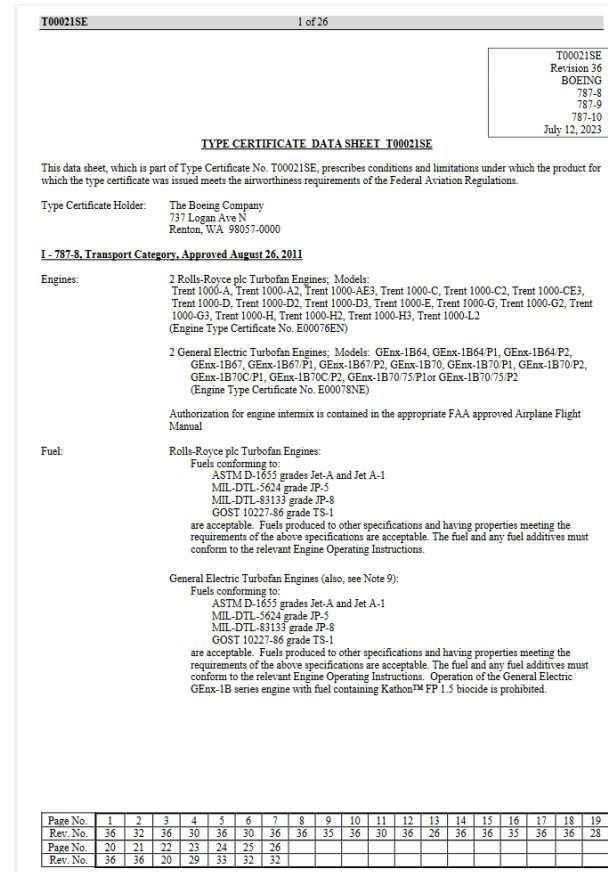 T00021SE 1 of 26
T00021SE
Revision 36
BOEING
787-8
787-9
787-10
July 12, 2023
TYPE CERTIFICATE DATA SHEET T00021SE
This data sheet, which is part of Type Certificate No. T00021SE, prescribes conditions and limitations under which the product for
which the type certificate was issued meets the airworthiness requirements of the Federal Aviation Regulations.
Type Certificate Holder: The Boeing Company
737 Logan Ave N
Renton, WA 98057-0000
I - 787-8, Transport Category, Approved August 26, 2011
Engines: 2 Rolls-Royce plc Turbofan Engines; Models:
Trent 1000-A, Trent 1000-A2, Trent 1000-AE3, Trent 1000-C, Trent 1000-C2, Trent 1000-CE3,
Trent 1000-D, Trent 1000-D2, Trent 1000-D3, Trent 1000-E, Trent 1000-G, Trent 1000-G2, Trent
1000-G3, Trent 1000-H, Trent 1000-H2, Trent 1000-H3, Trent 1000-L2
(Engine Type Certificate No. E00076EN)
2 General Electric Turbofan Engines; Models: GEnx-1B64, GEnx-1B64/P1, GEnx-1B64/P2,
GEnx-1B67, GEnx-1B67/P1, GEnx-1B67/P2, GEnx-1B70, GEnx-1B70/P1, GEnx-1B70/P2,
GEnx-1B70C/P1, GEnx-1B70C/P2, GEnx-1B70/75/P1or GEnx-1B70/75/P2
(Engine Type Certificate No. E00078NE)
Authorization for engine intermix is contained in the appropriate FAA approved Airplane Flight
Manual
Fuel: Rolls-Royce plc Turbofan Engines:
Fuels conforming to:
ASTM D-1655 grades Jet-A and Jet A-1
MIL-DTL-5624 grade JP-5
MIL-DTL-83133 grade JP-8
GOST 10227-86 grade TS-1
are acceptable. Fuels produced to other specifications and having properties meeting the
requirements of the above specifications are acceptable. The fuel and any fuel additives must
conform to the relevant Engine Operating Instructions.
General Electric Turbofan Engines (also, see Note 9):
Fuels conforming to:
ASTM D-1655 grades Jet-A and Jet A-1
MIL-DTL-5624 grade JP-5
MIL-DTL-83133 grade JP-8
GOST 10227-86 grade TS-1
are acceptable. Fuels produced to other specifications and having properties meeting the
requirements of the above specifications are acceptable. The fuel and any fuel additives must
conform to the relevant Engine Operating Instructions. Operation of the General Electric
GEnx-1B series engine with fuel containing Kathon™ FP 1.5 biocide is prohibited.
Page No. 1 2 3 4 5 6 7 8 9 10 11 12 13 14 15 16 17 18 19
Rev. No. 36 32 36 30 36 30 36 36 35 36 30 36 26 36 36 35 36 36 28
Page No. 20 21 22 23 24 25 26
Rev. No. 36 36 20 29 33 32 32